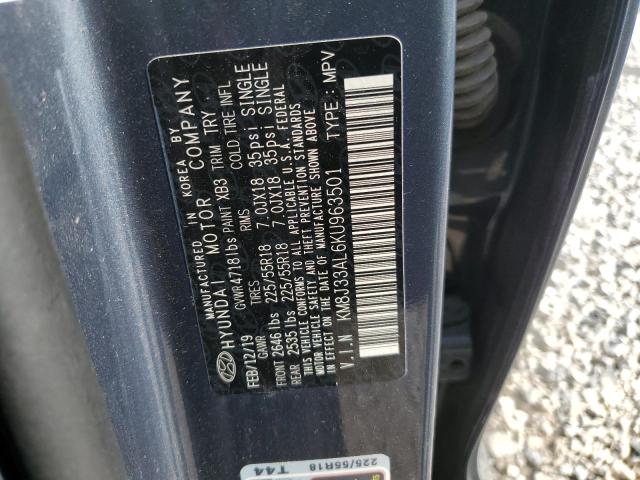 MANUFACTURED IN KOREA BY
HYUNDAI MOTOR COMPANY
FEB/12/19 GVWR 4718 lbs PAINT XB3 TRIM TRY
GAWR TIRES RIMS COLD TIRE INFL
FRONT 2646 lbs 225/55R18 7.0JX18 35psi SINGLE
REAR 2535 lbs 225/55R18 7.0JX18 35psi SINGLE
THIS VEHICLE CONFORMS TO ALL APPLICABLE U.S.A. FEDERAL
MOTOR VEHICLE SAFETY AND THEFT PREVENTION STANDARDS
IN EFFECT ON THE DATE OF MANUFACTURE SHOWN ABOVE
V.I.N KM8J33AL6KU963501 TYPE : MPV
225/55R18
T44